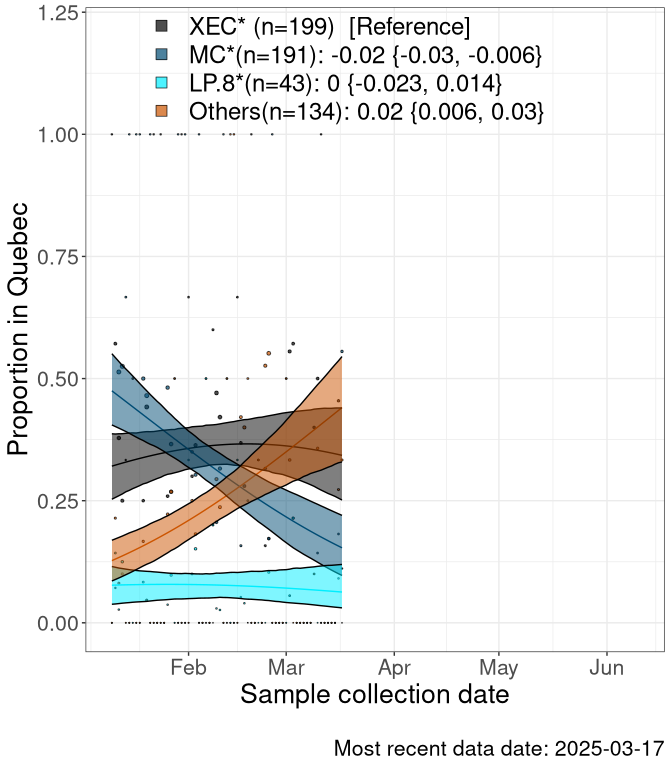 XEC* (n=199)  [Reference]
MC*(n=191): -0.02 {-0.03, -0.006}
LP.8*(n=43): 0 {-0.023, 0.014}
Others(n=134): 0.02 {0.006, 0.03}
1.25
1.00
0.75
0.50
0.25
0.00
Proportion in Quebec
Feb Mar Apr May Jun
Sample collection date
Most recent data date: 2025-03-17